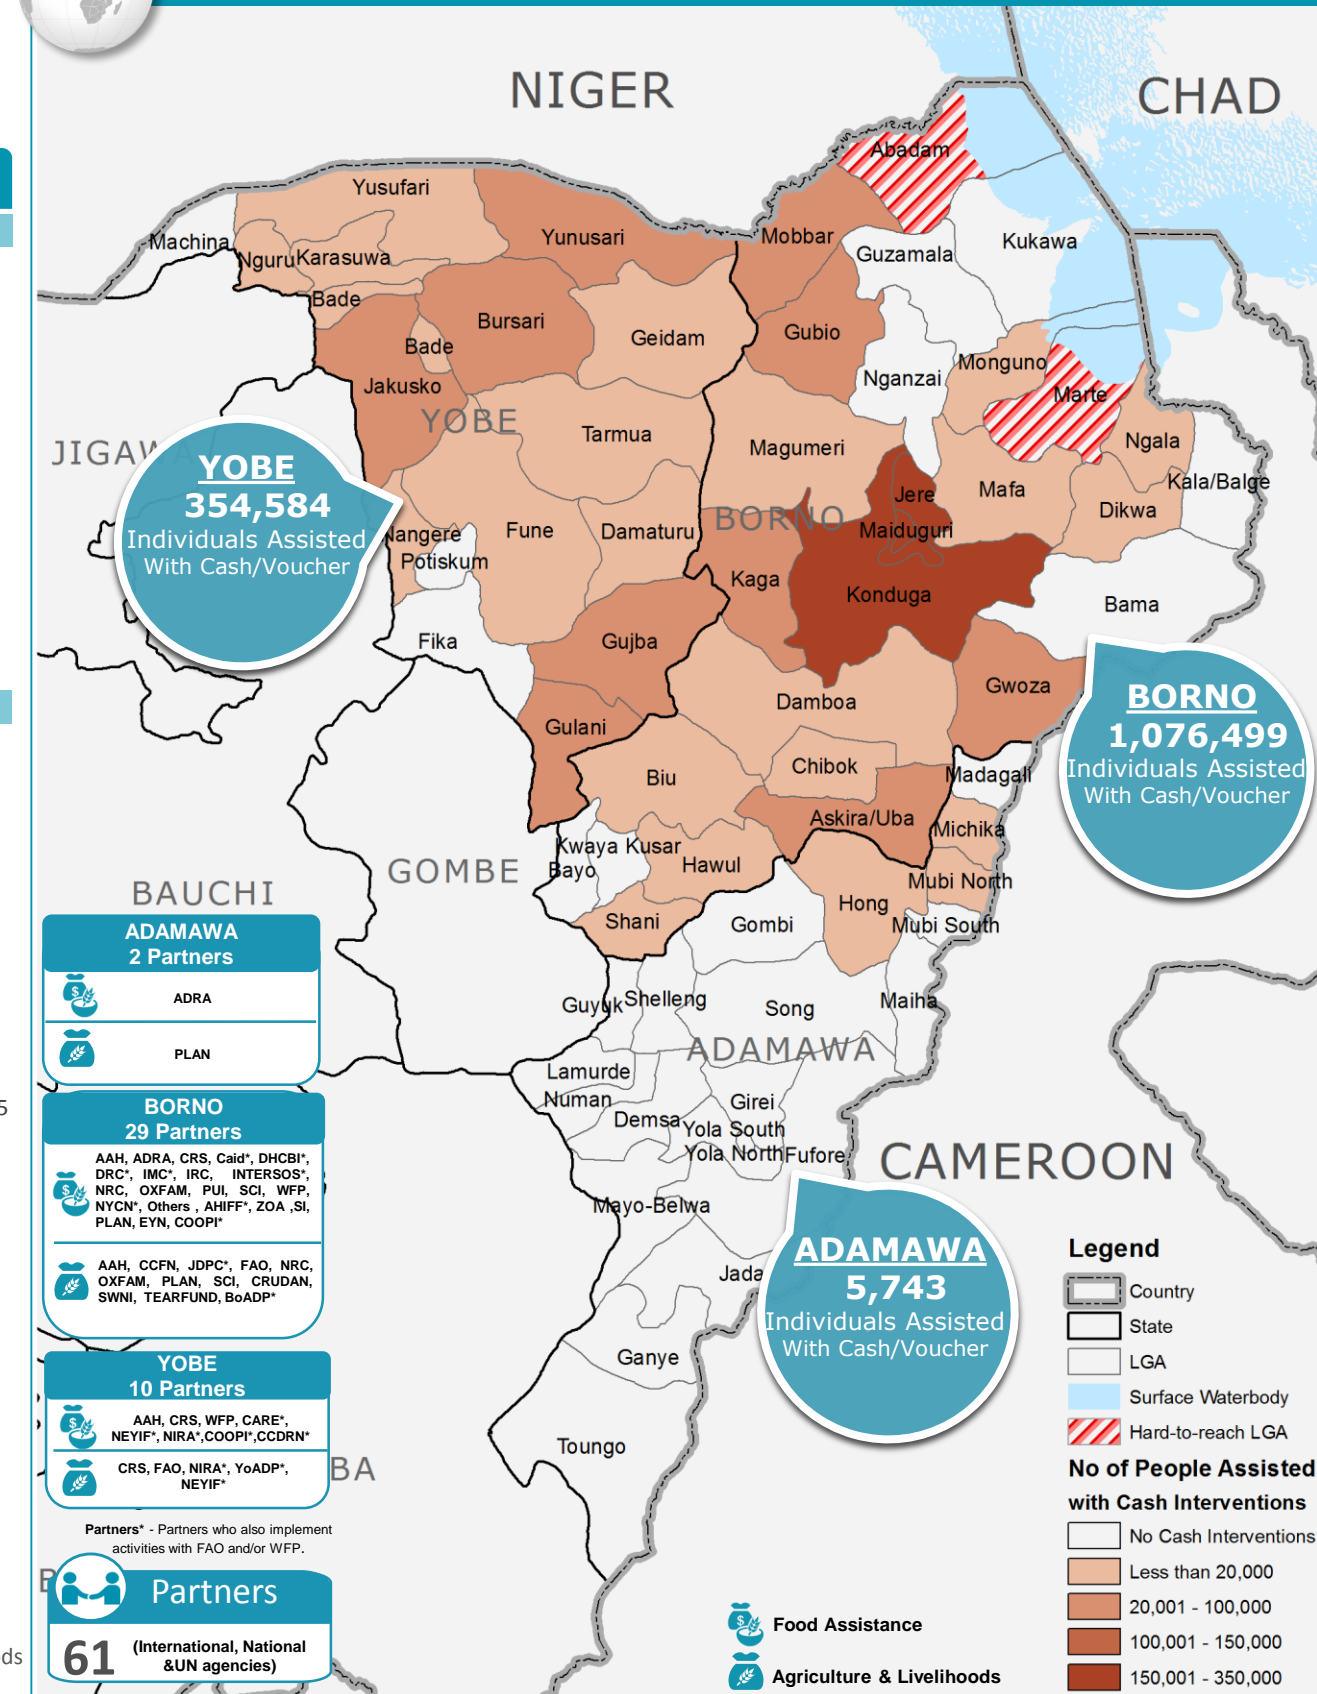 NIGER
CHAD
Abadam
Yusufari
Machina
Yunusari
Mobbar
Kukawa
Guzamala
Nguru
Karasuwa
Bade
Bursari
Geidam
Gubio
Bade
Monguno
Nganzai
Jakusko
Marte
YOBE
Tarmua
Magumeri
Ngala
JIGAW
YOBE
354,584
Individuals Assisted
With Cash/Voucher
Kala/Balge
Jere
Mafa
Dikwa
BORNO
Maiduguri
Nangere
Fune
Damaturu
Potiskum
Kaga
Konduga
Bama
Fika
Gujba
Gwoza
BORNO
1,076,499
Individuals Assisted
With Cash/Voucher
Damboa
Gulani
Chibok
Biu
Madagali
Askira/Uba
Michika
Kwaya Kusar
Bayo
Hawul
GOMBE
Mubi North
BAUCHI
Hong
Shani
Gombi
Mubi South
ADAMAWA
2 Partners
ADRA
PLAN
Guyuk
Shelleng
Song
Maiha
ADAMAWA
Lamurde
Numan
Girei
Demsa
Yola South
Yola North
Fufore
CAMEROON
5
BORNO
29 Partners
AAH, ADRA, CRS, Caid*, DHCBI*,
DRC*, IMC*, IRC, INTERSOS*,
NRC, OXFAM, PUI, SCI, WFP,
NYCN*, Others , AHIFF*, ZOA ,SI,
PLAN, EYN, COOPI*
AAH, CCFN, JDPC*, FAO, NRC,
OXFAM, PLAN, SCI, CRUDAN,
SWNI, TEARFUND, BoADP*
Mayo-Belwa
Jada
ADAMAWA
5,743
Individuals Assisted
With Cash/Voucher
Ganye
Toungo
YOBE
10 Partners
AAH, CRS, WFP, CARE*,
NEYIF*, NIRA*,COOPI*,CCDRN*
CRS, FAO, NIRA*, YoADP*,
NEYIF*
BA
Partners* - Partners who also implement
activities with FAO and/or WFP.
Partners
61
(International, National
&UN agencies)
ds
Food Assistance
Agriculture & Livelihoods
Legend
Country
State
LGA
Surface Waterbody
Hard-to-reach LGA
No of People Assisted
with Cash Interventions
No Cash Interventions
Less than 20,000
20,001 - 100,000
100,001 - 150,000
150,001 - 350,000